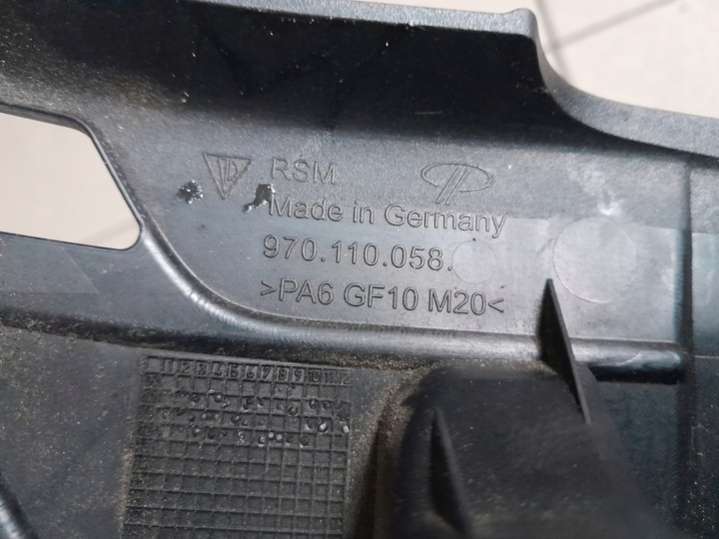 RSM
Made in Germany
970.110.058.
>PA6 GF10 M20<